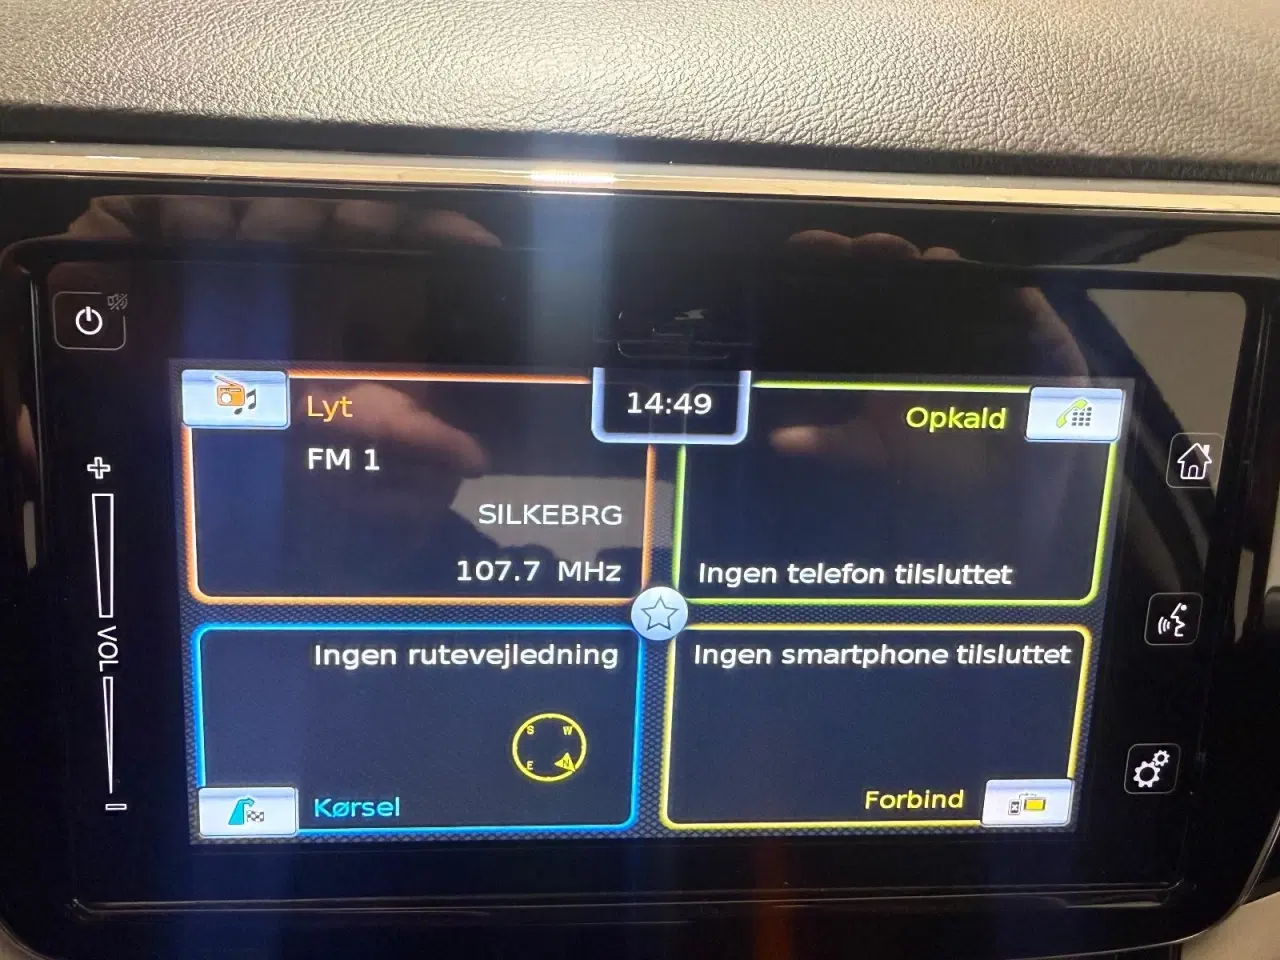 14:49
Lyt
FM 1
SILKEBRG
107.7 MHz
Opkald
Ingen telefon tilsluttet
Ingen rutevejledning
S W
E N
Kørsel
Ingen smartphone tilsluttet
Forbind
+
VOL
-